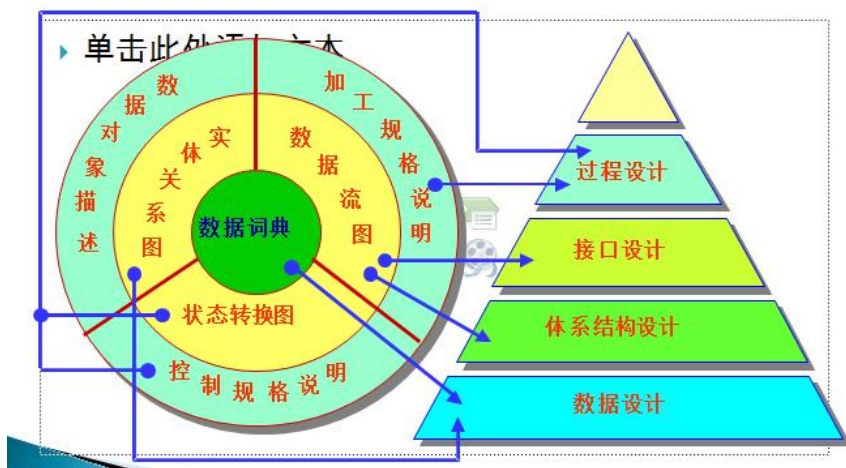 单击此处添加文本
数据对象描述
加工规格说明
实体关系图
数据流图
数据词典
状态转换图
控制规格说明
过程设计
接口设计
体系结构设计
数据设计